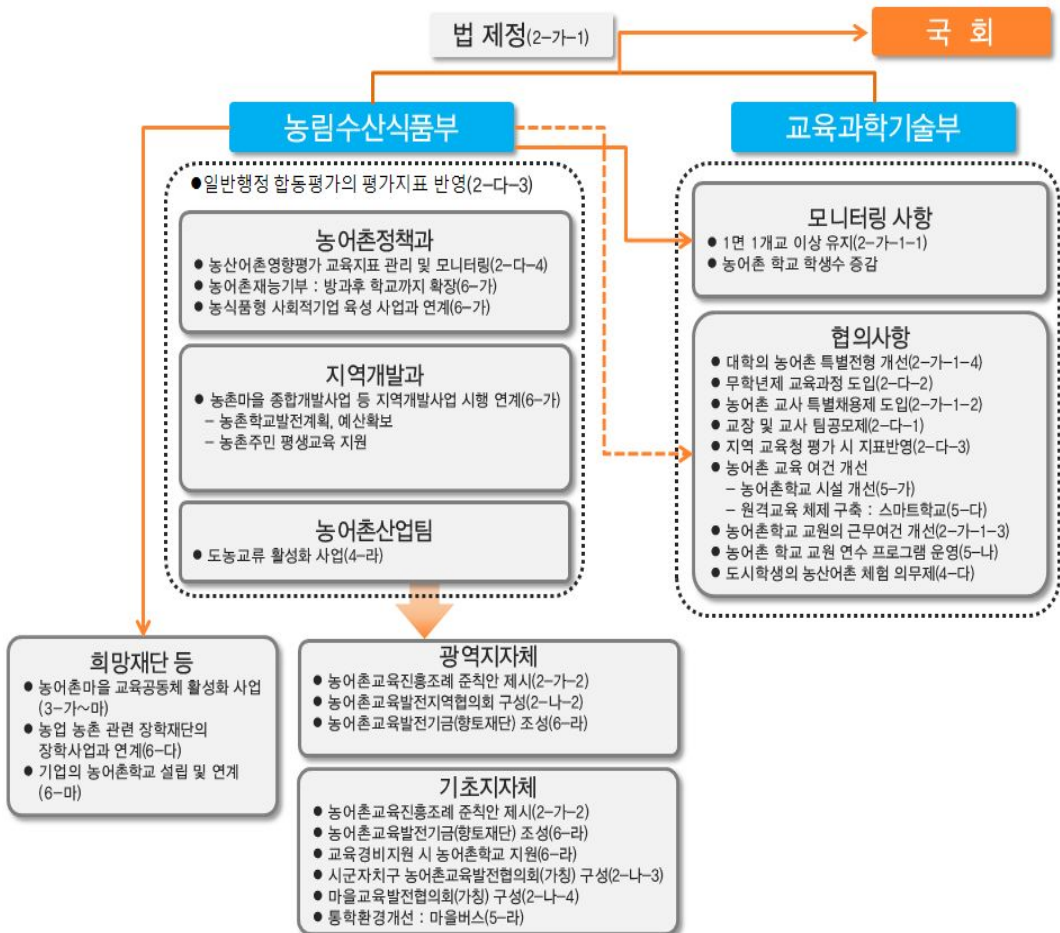 법 제정(2-가-1)
국 회
농림수산식품부
교육과학기술부
●일반행정 합동평가의 평가지표 반영(2-다-3)
농어촌정책과
● 농산어촌영향평가 교육지표 관리 및 모니터링(2-다-4)
● 농어촌재능기부 : 방과후 학교까지 확장(6-가)
● 농식품형 사회적기업 육성 사업과 연계(6-가)
지역개발과
● 농촌마을 종합개발사업 등 지역개발사업 시행 연계(6-가)
– 농촌학교발전계획, 예산확보
– 농촌주민 평생교육 지원
농어촌산업팀
● 도농교류 활성화 사업(4-라)
모니터링 사항
● 1면 1개교 이상 유지(2-가-1-1)
● 농어촌 학교 학생수 증감
협의사항
● 대학의 농어촌 특별전형 개선(2-가-1-4)
● 무학년제 교육과정 도입(2-다-2)
● 농어촌 교사 특별채용제 도입(2-가-1-2)
● 교장 및 교사 팀공모제(2-다-1)
● 지역 교육청 평가 시 지표반영(2-다-3)
● 농어촌 교육 여건 개선
– 농어촌학교 시설 개선(5-가)
– 원격교육 체제 구축 : 스마트학교(5-다)
● 농어촌학교 교원의 근무여건 개선(2-가-1-3)
● 농어촌 학교 교원 연수 프로그램 운영(5-나)
● 도시학생의 농산어촌 체험 의무제(4-다)
희망재단 등
● 농어촌마을 교육공동체 활성화 사업
(3-가~마)
● 농업 농촌 관련 장학재단의
장학사업과 연계(6-다)
● 기업의 농어촌학교 설립 및 연계
(6-마)
광역지자체
● 농어촌교육진흥조례 준칙안 제시(2-가-2)
● 농어촌교육발전지역협의회 구성(2-나-2)
● 농어촌교육발전기금(향토재단) 조성(6-라)
기초지자체
● 농어촌교육진흥조례 준칙안 제시(2-가-2)
● 농어촌교육발전기금(향토재단) 조성(6-라)
● 교육경비지원 시 농어촌학교 지원(6-라)
● 시군자치구 농어촌교육발전협의회(가칭) 구성(2-나-3)
● 마을교육발전협의회(가칭) 구성(2-나-4)
● 통학환경개선 : 마을버스(5-라)